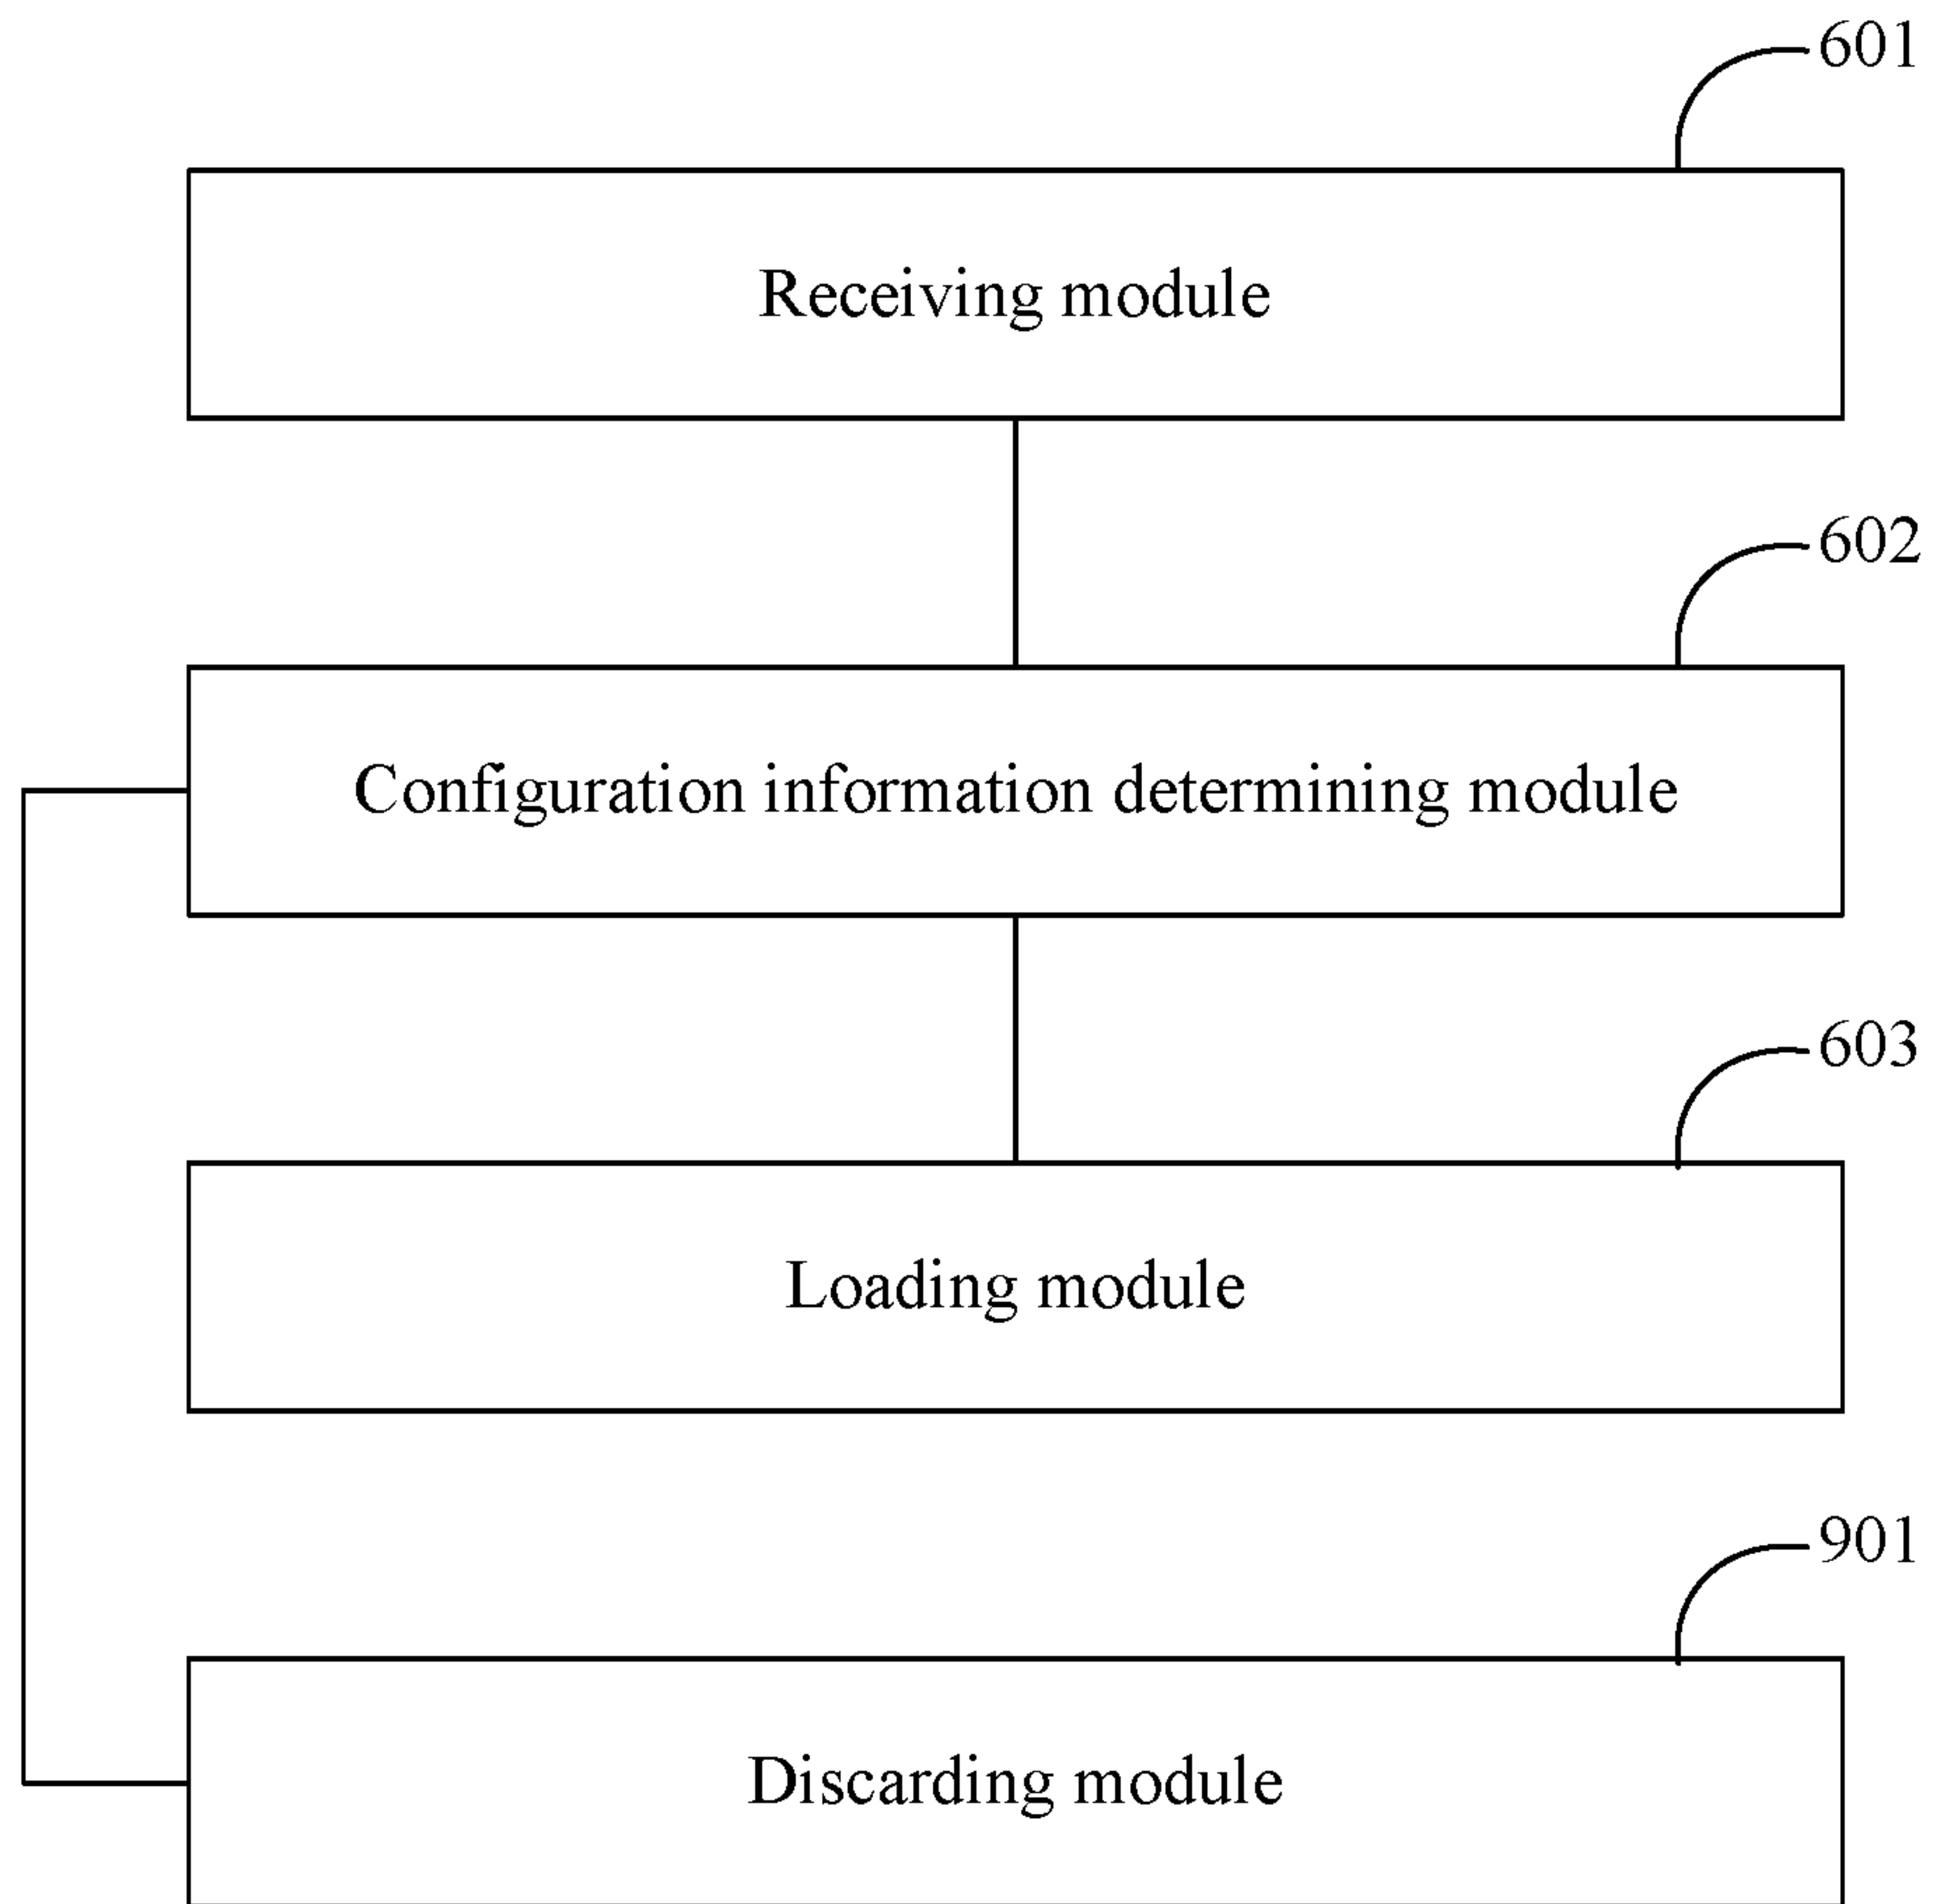 601
Receiving module
602
Configuration information determining module
603
Loading module
901
Discarding module